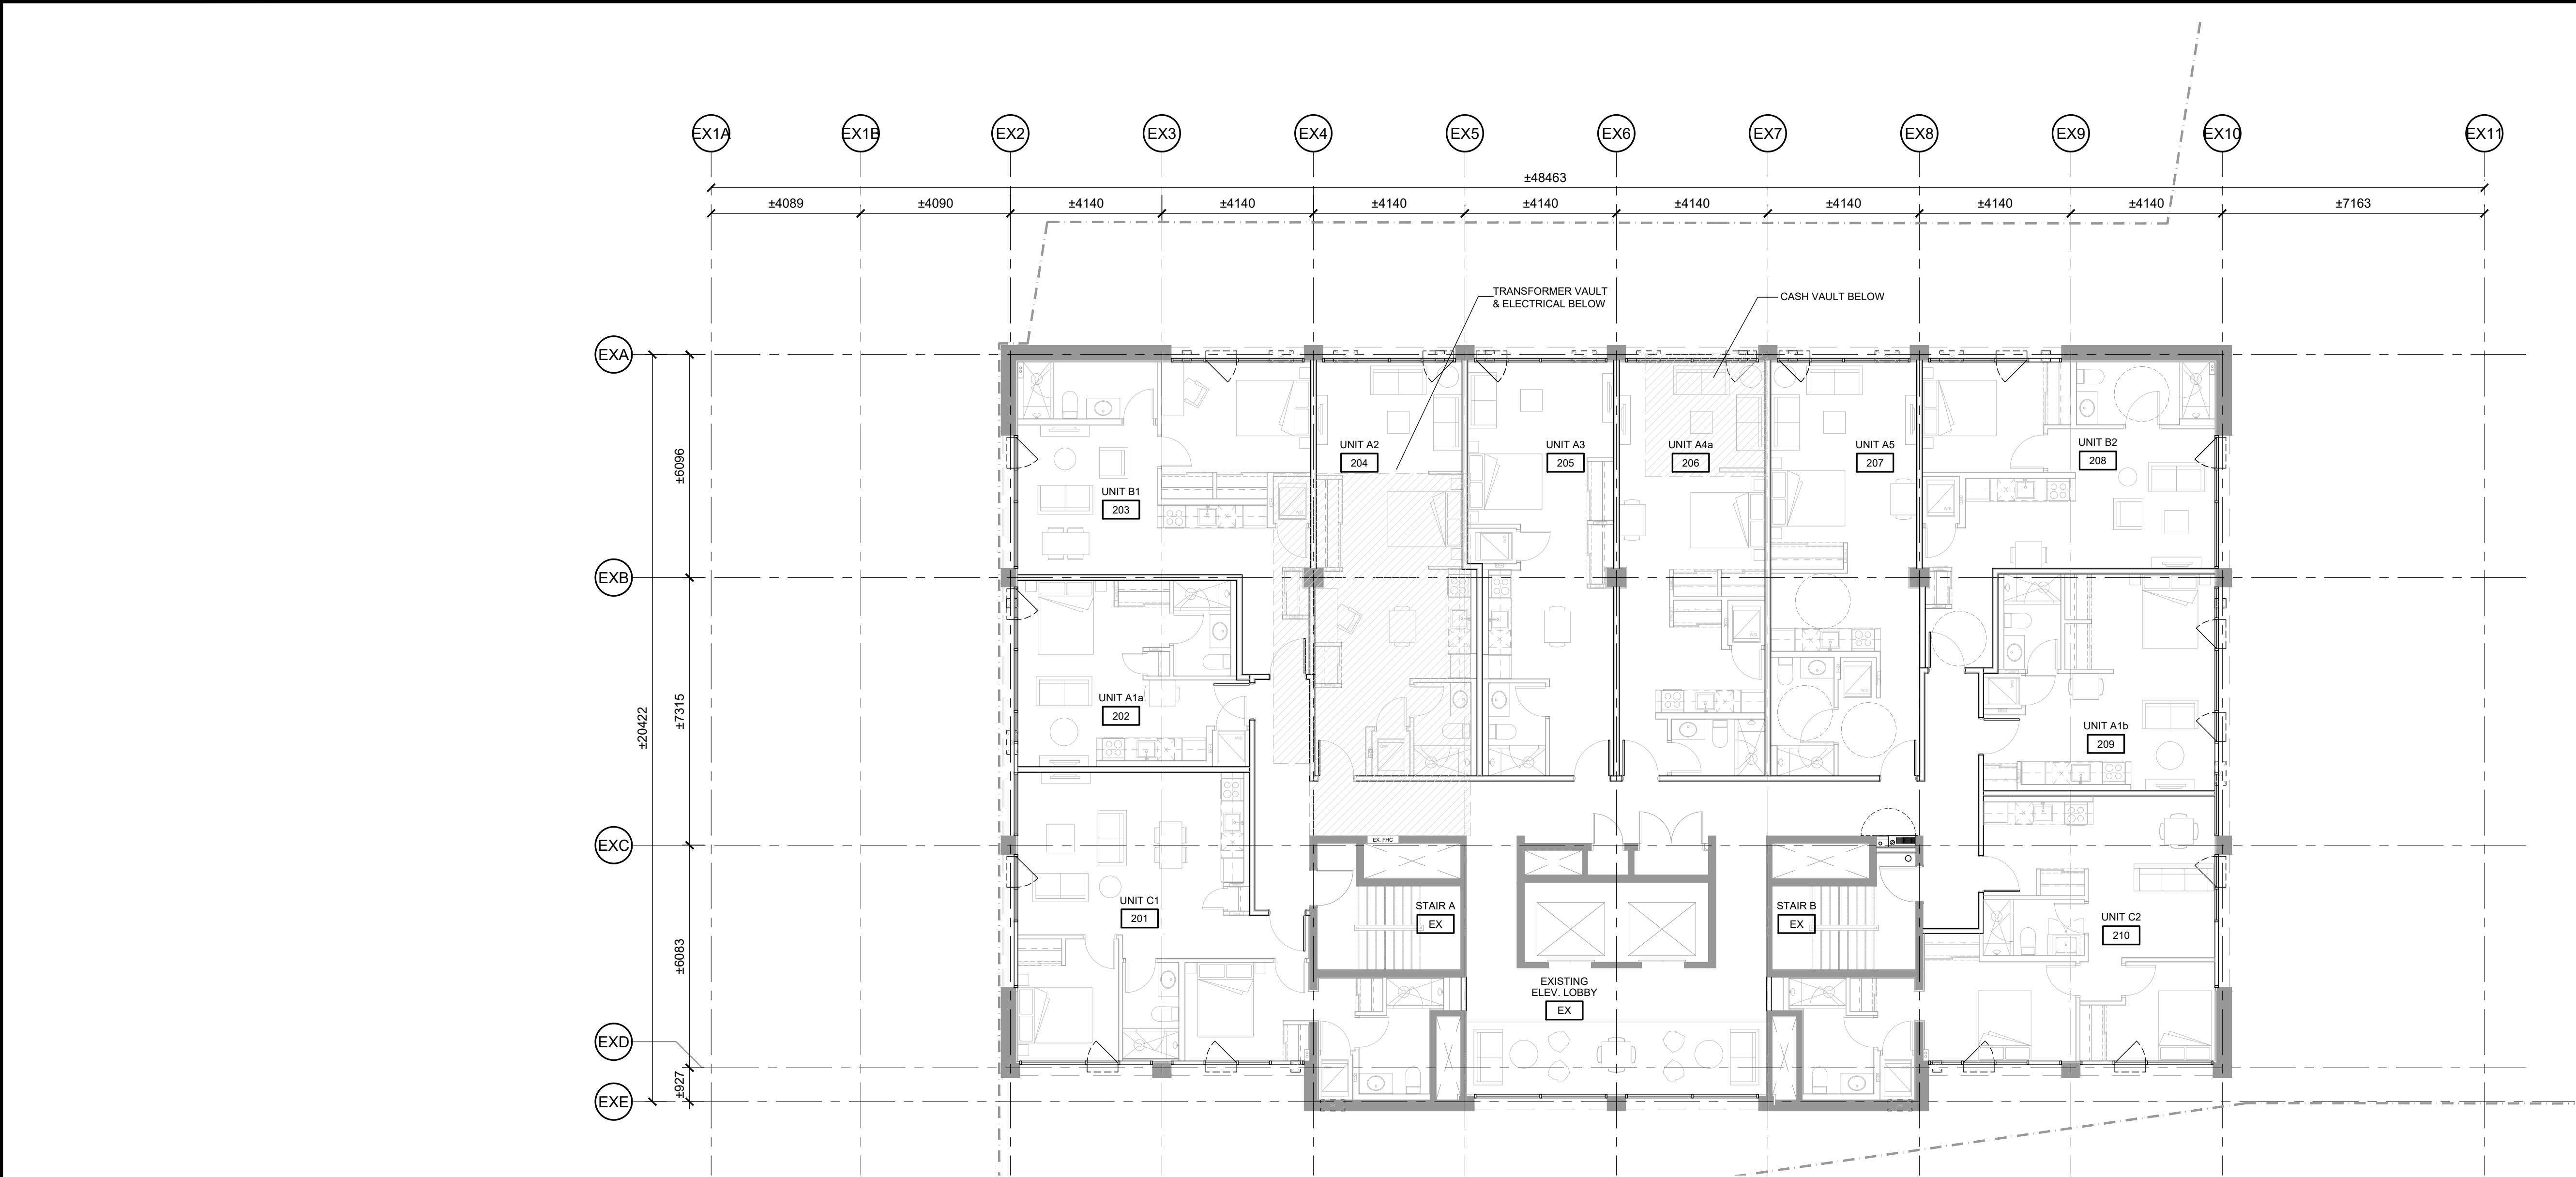 EX1A
EX1B
EX2
EX3
EX4
EX5
EX6
EX7
EX8
EX9
EX10
EX11
±48463
±4089
±4090
±4140
±4140
±4140
±4140
±4140
±4140
±4140
±4140
±7163
TRANSFORMER VAULT
& ELECTRICAL BELOW
CASH VAULT BELOW
EXA
EXB
EXC
EXD
EXE
±20422
±6096
±7315
±6083
±927
UNIT B1
203
UNIT A2
204
UNIT A3
205
UNIT A4a
206
UNIT A5
207
UNIT B2
208
UNIT A1a
202
UNIT A1b
209
UNIT C1
201
EX. FHC
STAIR A
EX
STAIR B
EX
UNIT C2
210
EXISTING
ELEV. LOBBY
EX